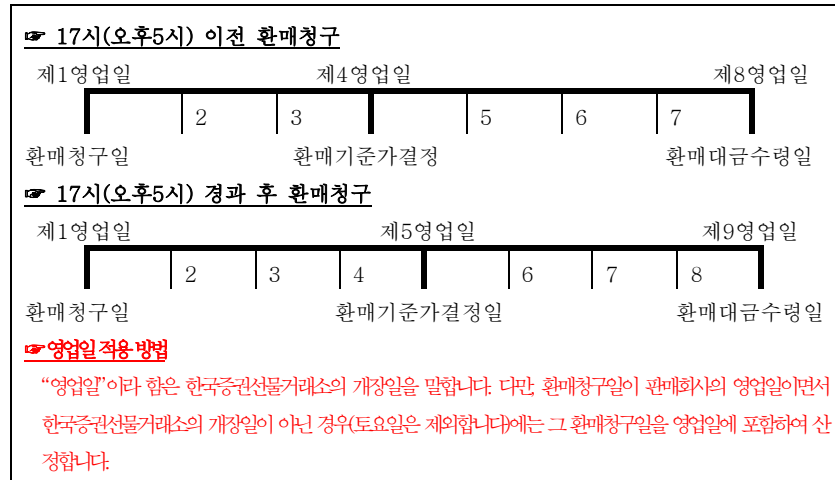 ☞ 17시(오후5시) 이전 환매청구
제1영업일 제4영업일 제8영업일
2 3 5 6 7
환매청구일 환매기준가결정 환매대금수령일
☞ 17시(오후5시) 경과 후 환매청구
제1영업일 제5영업일 제9영업일
2 3 4 6 7 8
환매청구일 환매기준가결정일 환매대금수령일
☞영업일 적용 방법
“영업일”이라 함은 한국증권선물거래소의 개장일을 말합니다. 다만, 환매청구일이 판매회사의 영업일이면서
한국증권선물거래소의 개장일이 아닌 경우(토요일은 제외합니다)에는 그 환매청구일을 영업일에 포함하여 산
정합니다.